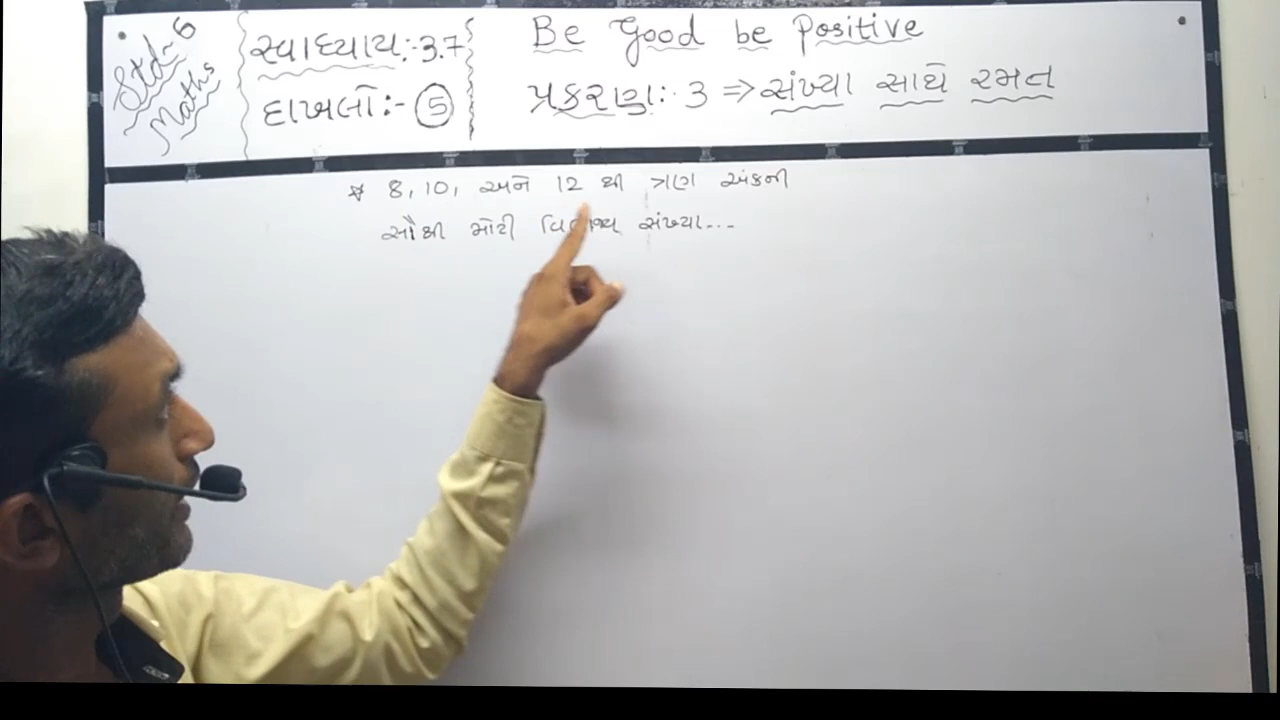 Std-6
Maths
સ્વાધ્યાય:-3.7
દાખલો:- 5
Be Good be Positive
પ્રકરણ:- 3 ⇒ સંખ્યા સાથે રમત
* 8, 10, અને 12 થી ત્રણ અંકની
સૌથી મોટી વિભાજ્ય સંખ્યા...